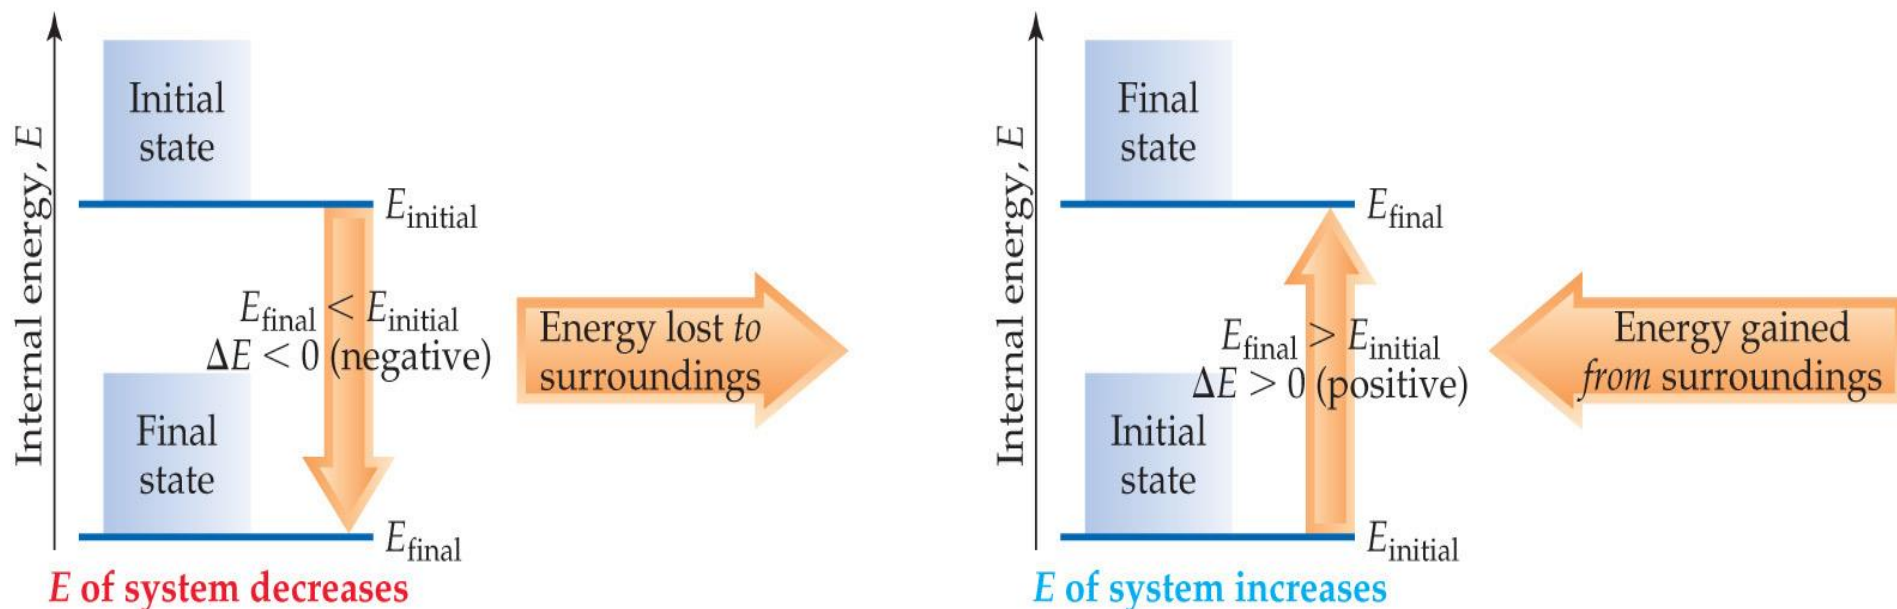 Internal energy, E
Initial
state
E_initial
E_final < E_initial
ΔE < 0 (negative)
Final
state
E_final
E of system decreases
Energy lost to
surroundings
Internal energy, E
Final
state
E_final
E_final > E_initial
ΔE > 0 (positive)
Initial
state
E_initial
E of system increases
Energy gained
from surroundings